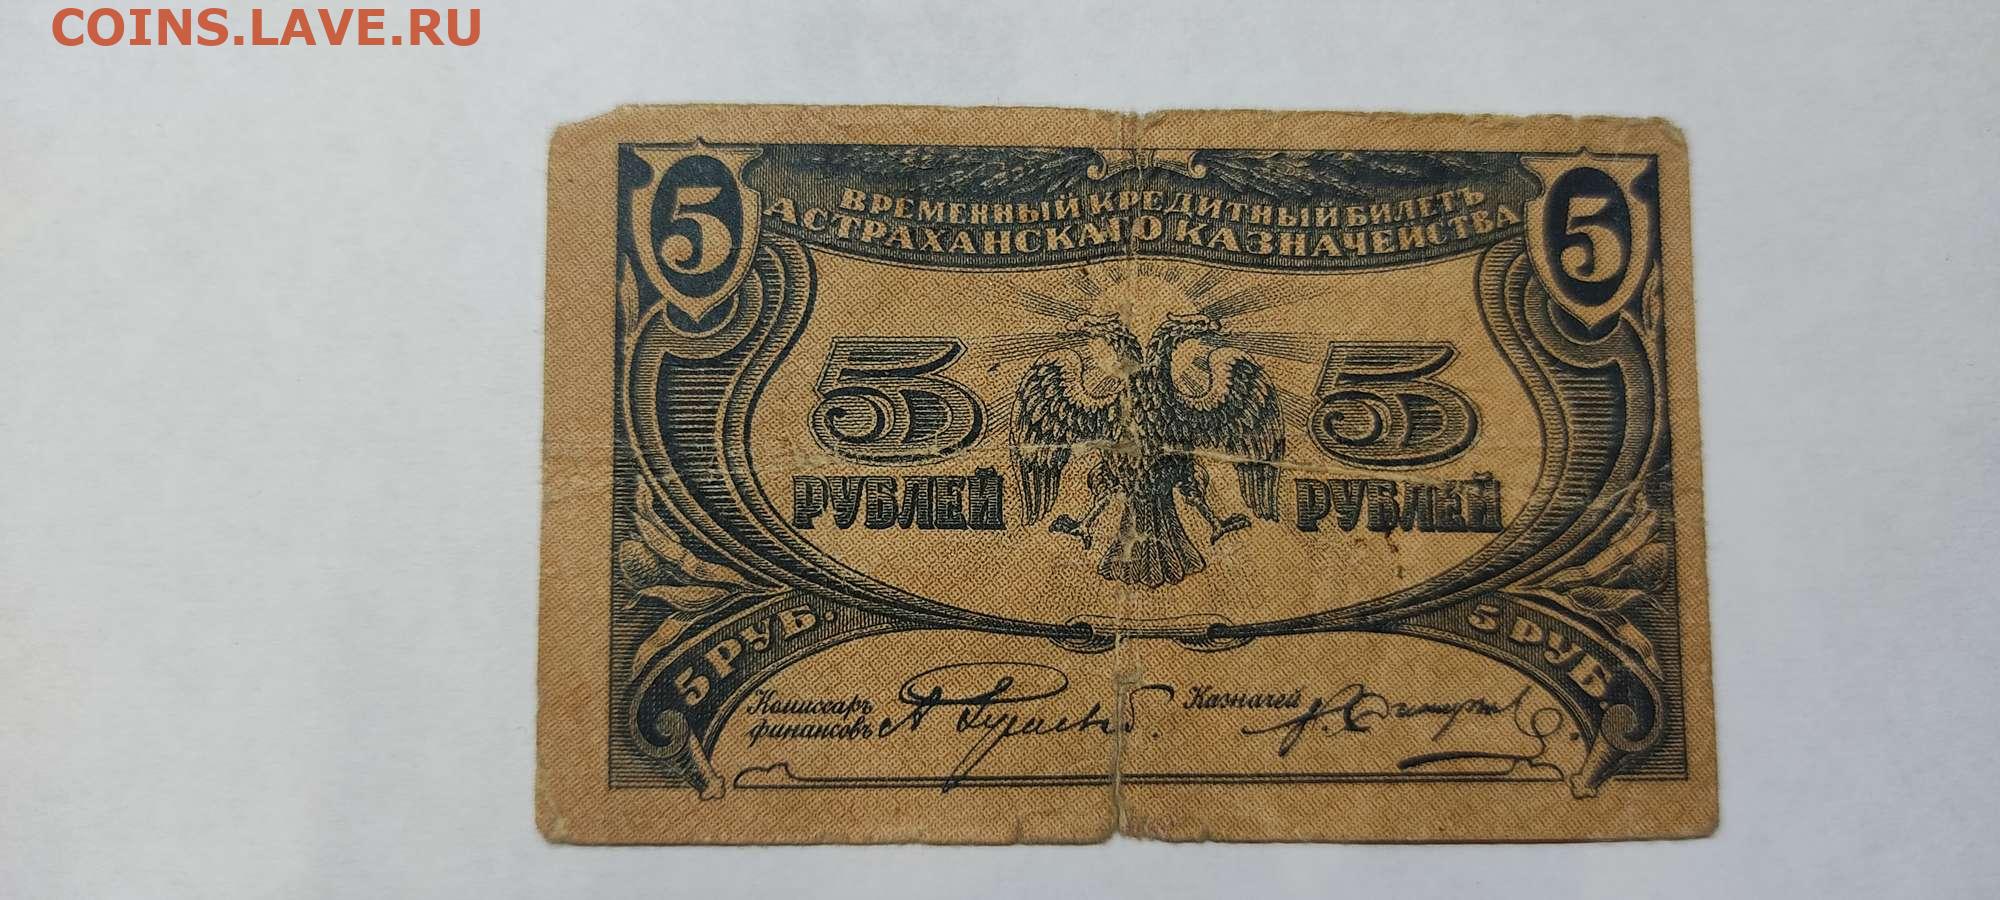 COINS.LAVE.RU
5 5
ВРЕМЕННЫЙ КРЕДИТНЫЙ БИЛЕТЪ
АСТРАХАНСКАГО КАЗНАЧЕЙСТВА
5 5
РУБЛЕЙ РУБЛЕЙ
5 РУБ. 5 РУБ.
Комиссаръ Казначей
финансовъ